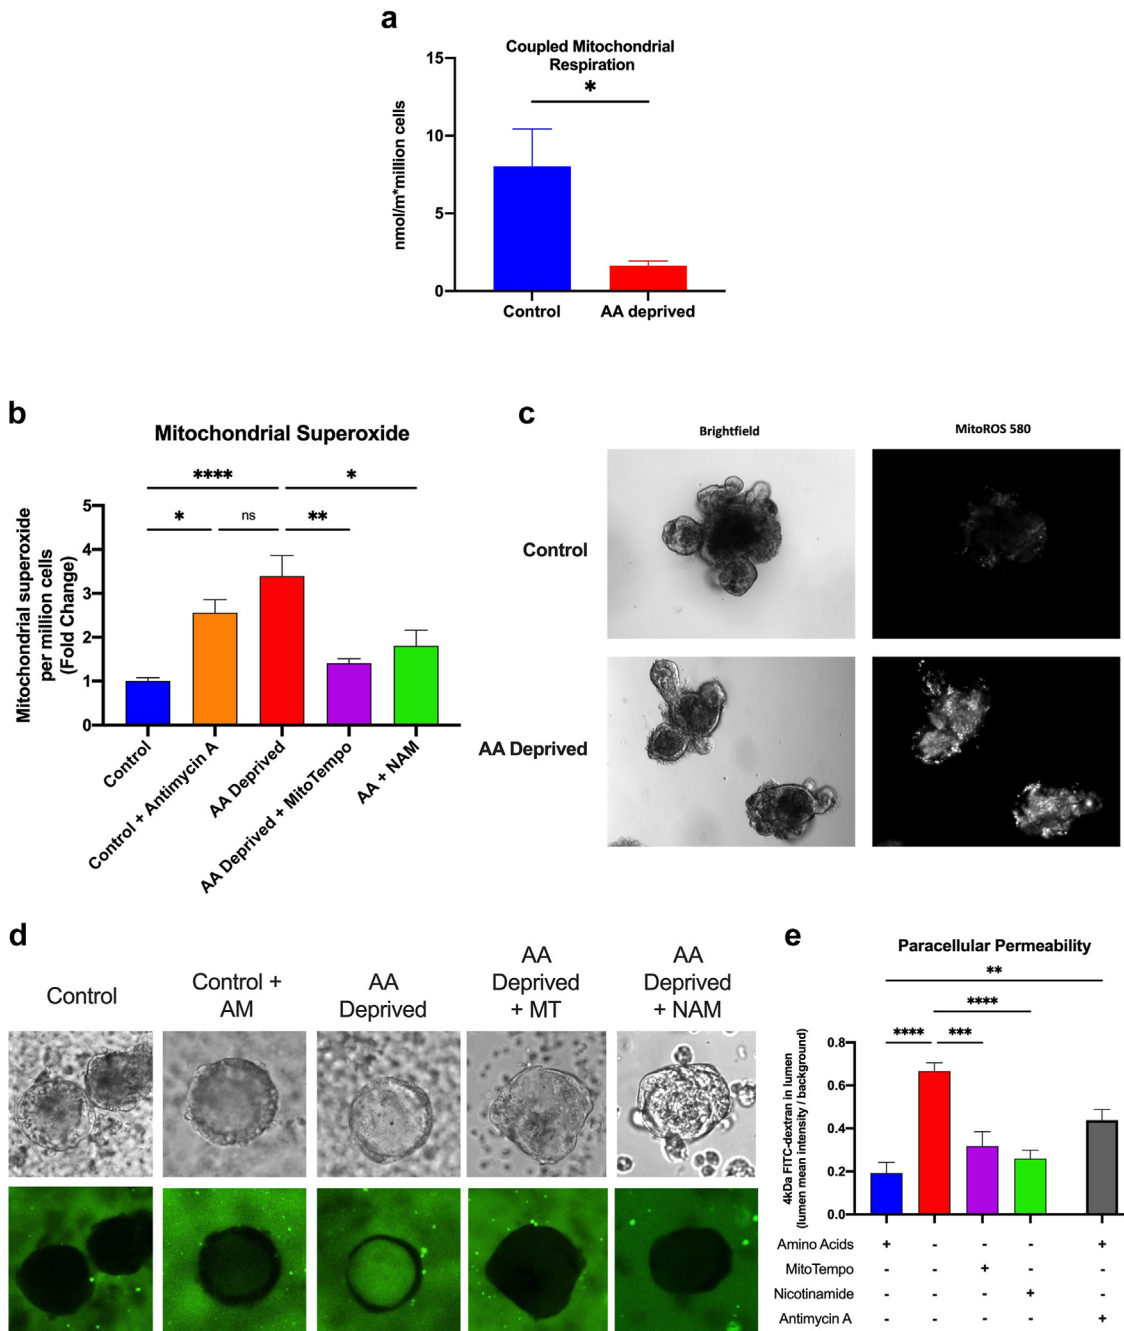 a
Coupled Mitochondrial
Respiration
*
15
10
5
0
nmol/m*million cells
Control
AA deprived
b
Mitochondrial Superoxide
****
*
*
ns
**
5
4
3
2
1
0
Mitochondrial superoxide
per million cells
(Fold Change)
Control
Control + Antimycin A
AA Deprived
AA Deprived + MitoTempo
AA + NAM
c
Brightfield
MitoROS 580
Control
AA Deprived
d
Control
Control +
AM
AA
Deprived
AA
Deprived
+ MT
AA
Deprived
+ NAM
e
Paracellular Permeability
**
****
****
***
0.8
0.6
0.4
0.2
0.0
4kDa FITC-dextran in lumen
(lumen mean intensity / background)
Amino Acids + - - - +
MitoTempo - - + - -
Nicotinamide - - - + -
Antimycin A - - - - +